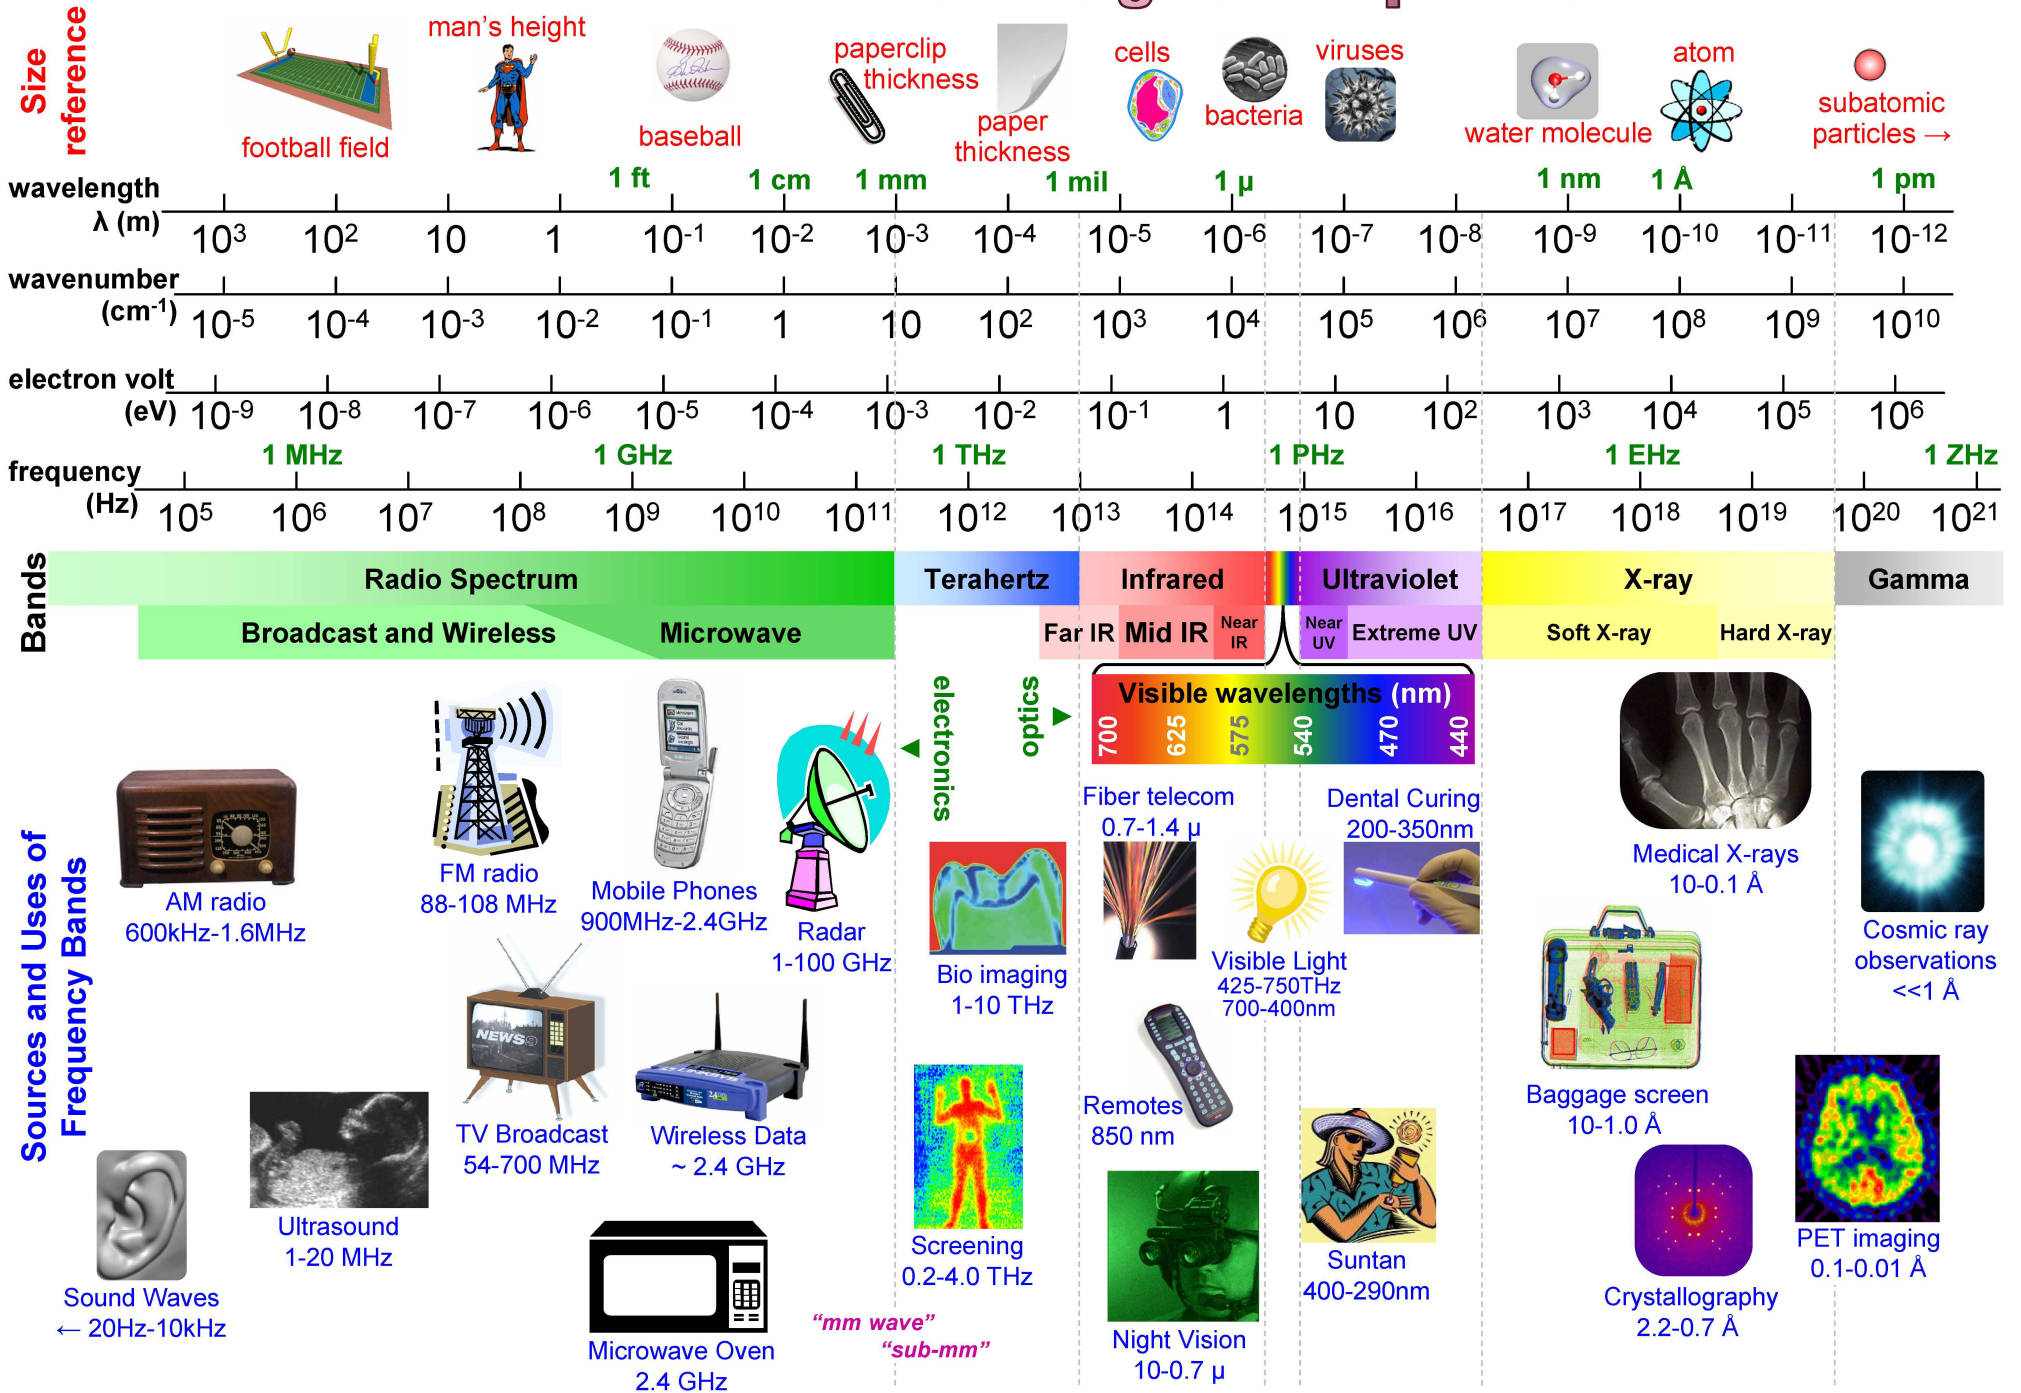 Size reference
football field
man's height
baseball
paperclip thickness
paper thickness
cells
bacteria
viruses
water molecule
atom
subatomic particles →
1 ft 1 cm 1 mm 1 mil 1 µ 1 nm 1 Å 1 pm
wavelength λ (m)
10³ 10² 10 1 10⁻¹ 10⁻² 10⁻³ 10⁻⁴ 10⁻⁵ 10⁻⁶ 10⁻⁷ 10⁻⁸ 10⁻⁹ 10⁻¹⁰ 10⁻¹¹ 10⁻¹²
wavenumber (cm⁻¹)
10⁻⁵ 10⁻⁴ 10⁻³ 10⁻² 10⁻¹ 1 10 10² 10³ 10⁴ 10⁵ 10⁶ 10⁷ 10⁸ 10⁹ 10¹⁰
electron volt (eV)
10⁻⁹ 10⁻⁸ 10⁻⁷ 10⁻⁶ 10⁻⁵ 10⁻⁴ 10⁻³ 10⁻² 10⁻¹ 1 10 10² 10³ 10⁴ 10⁵ 10⁶
1 MHz 1 GHz 1 THz 1 PHz 1 EHz 1 ZHz
frequency (Hz)
10⁵ 10⁶ 10⁷ 10⁸ 10⁹ 10¹⁰ 10¹¹ 10¹² 10¹³ 10¹⁴ 10¹⁵ 10¹⁶ 10¹⁷ 10¹⁸ 10¹⁹ 10²⁰ 10²¹
Bands
Radio Spectrum Terahertz Infrared Ultraviolet X-ray Gamma
Broadcast and Wireless Microwave Far IR Mid IR Near IR Near UV Extreme UV Soft X-ray Hard X-ray
electronics
optics
Visible wavelengths (nm)
700 625 575 540 470 440
Sources and Uses of
Frequency Bands
AM radio
600kHz-1.6MHz
FM radio
88-108 MHz
Mobile Phones
900MHz-2.4GHz
Radar
1-100 GHz
Bio imaging
1-10 THz
Fiber telecom
0.7-1.4 µ
Visible Light
425-750THz
700-400nm
Dental Curing
200-350nm
Medical X-rays
10-0.1 Å
Cosmic ray
observations
<<1 Å
NEWS9
TV Broadcast
54-700 MHz
LINKSYS
Wireless Data
~ 2.4 GHz
Remotes
850 nm
Baggage screen
10-1.0 Å
Ultrasound
1-20 MHz
Sound Waves
← 20Hz-10kHz
Microwave Oven
2.4 GHz
Screening
0.2-4.0 THz
"mm wave"
"sub-mm"
Night Vision
10-0.7 µ
Suntan
400-290nm
Crystallography
2.2-0.7 Å
PET imaging
0.1-0.01 Å